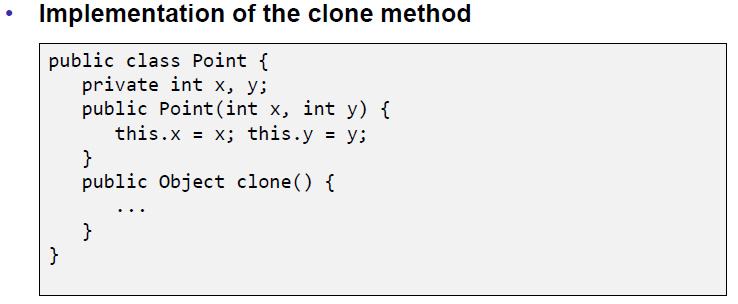 • Implementation of the clone method
public class Point {
   private int x, y;
   public Point(int x, int y) {
      this.x = x; this.y = y;
   }
   public Object clone() {
      ...
   }
}